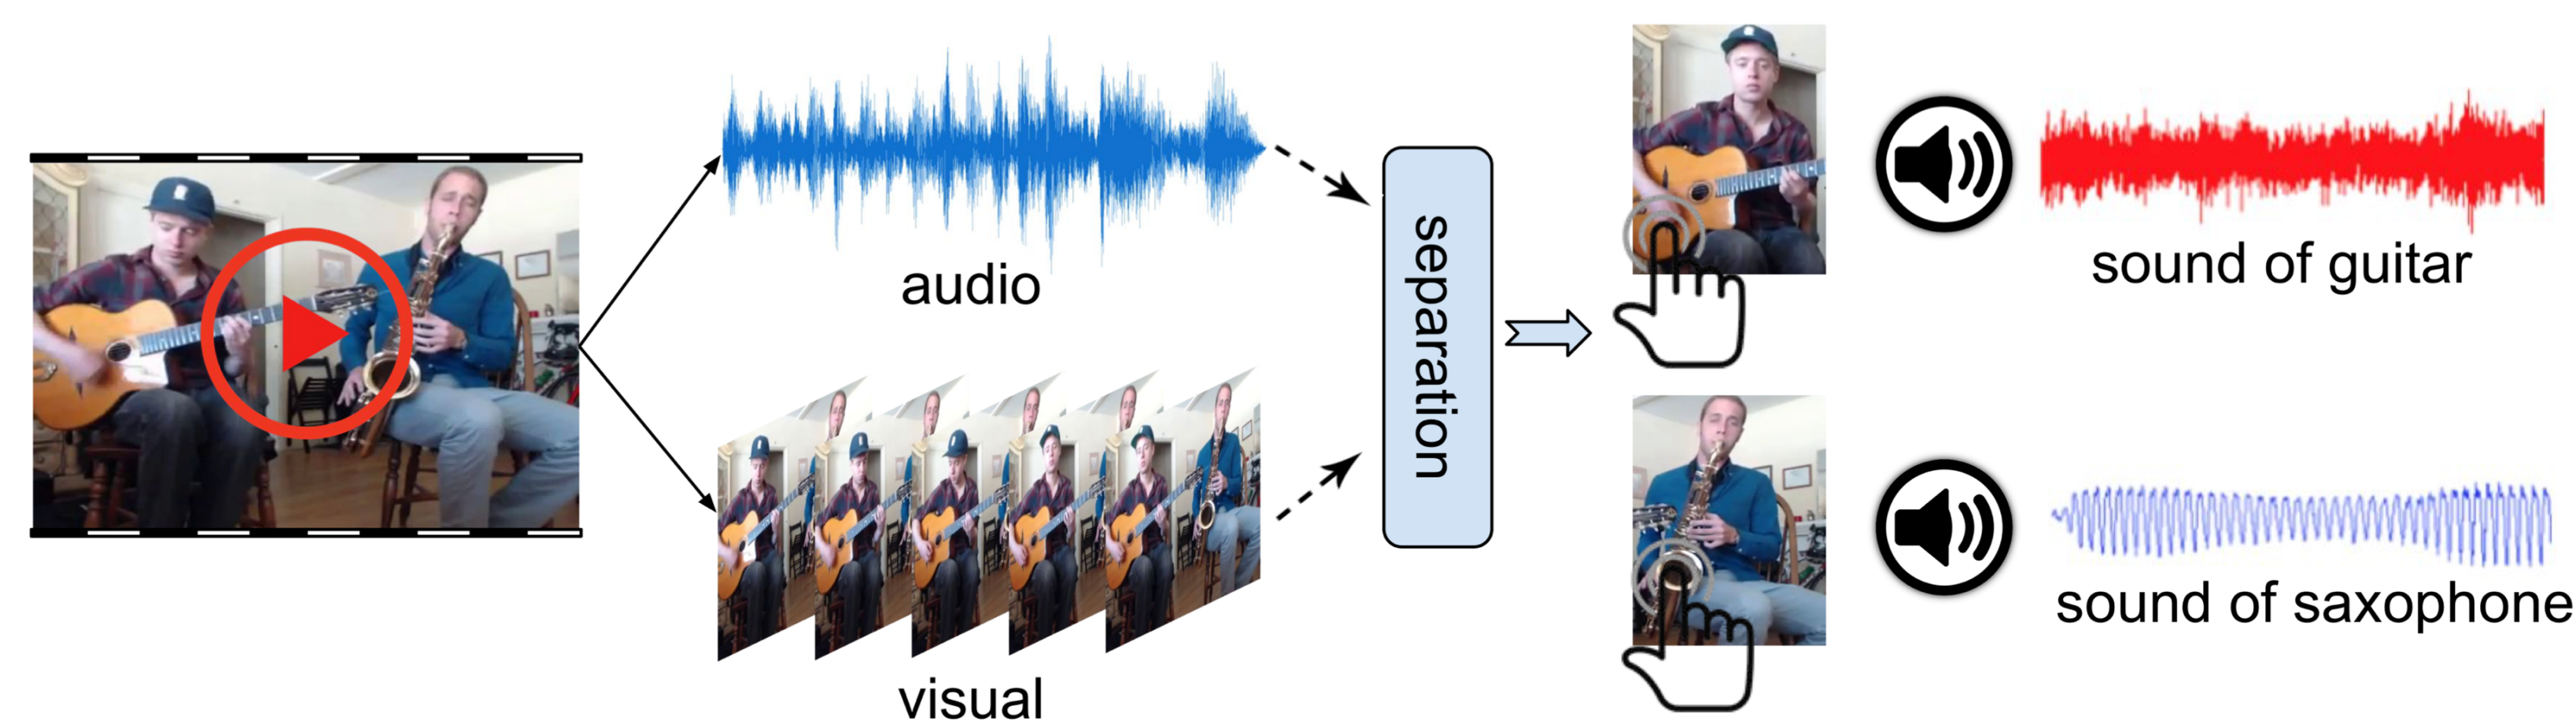 audio
visual
separation
sound of guitar
sound of saxophone